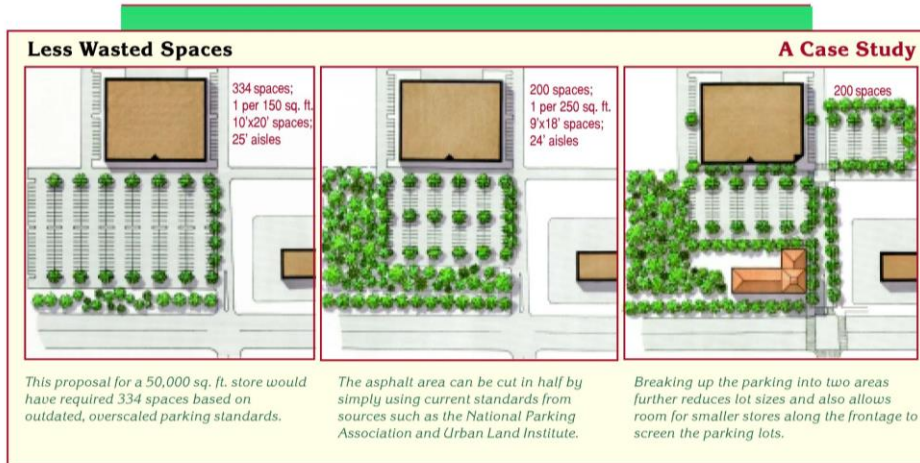 Less Wasted Spaces
A Case Study
334 spaces;
1 per 150 sq. ft.
10'x20' spaces;
25' aisles
200 spaces;
1 per 250 sq. ft.
9'x18' spaces;
24' aisles
200 spaces
This proposal for a 50,000 sq. ft. store would
have required 334 spaces based on
outdated, overscaled parking standards.
The asphalt area can be cut in half by
simply using current standards from
sources such as the National Parking
Association and Urban Land Institute.
Breaking up the parking into two areas
further reduces lot sizes and also allows
room for smaller stores along the frontage to
screen the parking lots.